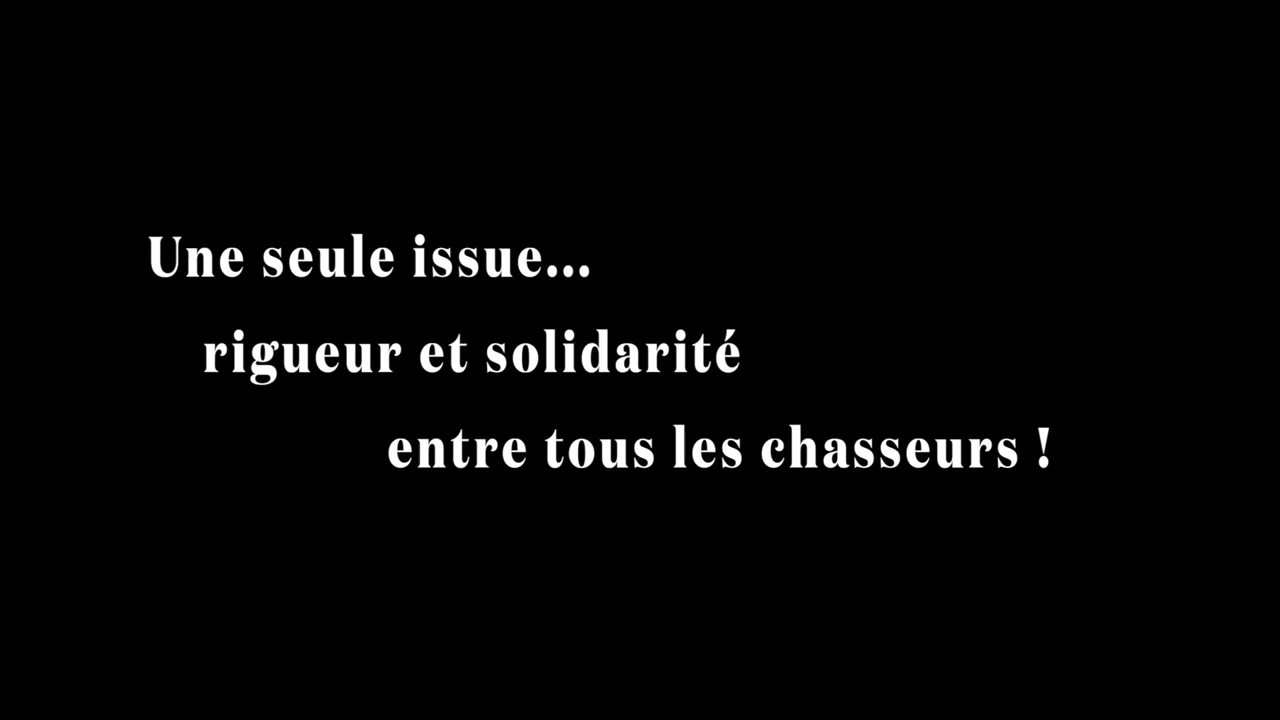 Une seule issue...
rigueur et solidarité
entre tous les chasseurs !